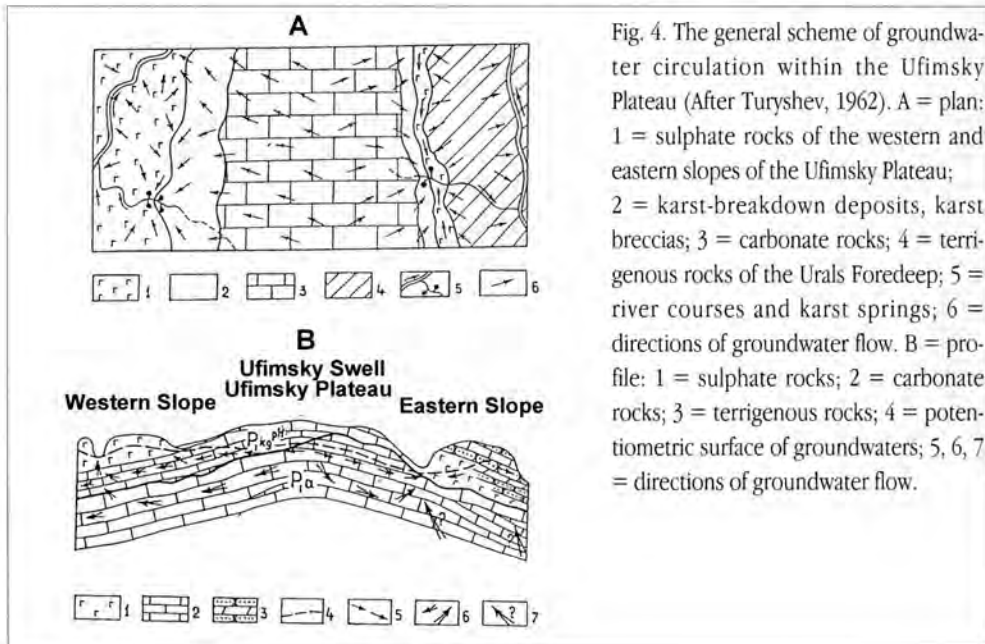 A
1 2 3 4 5 6
B
Ufimsky Swell
Ufimsky Plateau
Western Slope Eastern Slope
P₁kg
P₁a
?
?
1 2 3 4 5 6 ? 7
Fig. 4. The general scheme of groundwa-
ter circulation within the Ufimsky
Plateau (After Turyshev, 1962). A = plan:
1 = sulphate rocks of the western and
eastern slopes of the Ufimsky Plateau;
2 = karst-breakdown deposits, karst
breccias; 3 = carbonate rocks; 4 = terri-
genous rocks of the Urals Foredeep; 5 =
river courses and karst springs; 6 =
directions of groundwater flow. B = pro-
file: 1 = sulphate rocks; 2 = carbonate
rocks; 3 = terrigenous rocks; 4 = poten-
tiometric surface of groundwaters; 5, 6, 7
= directions of groundwater flow.